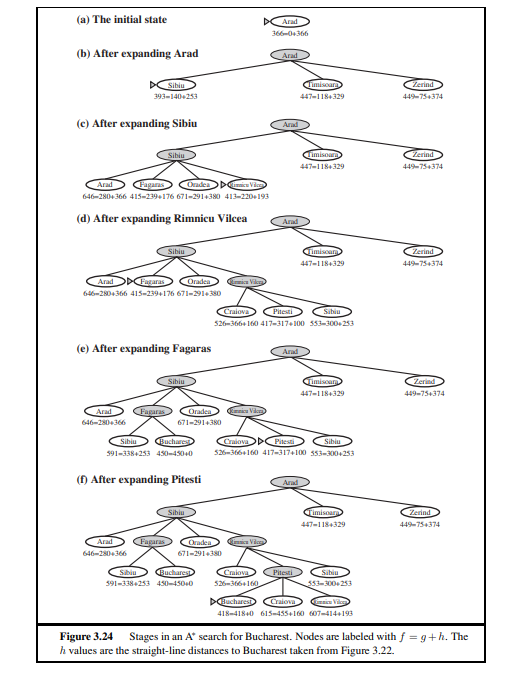 (a) The initial state
Arad
366=0+366
(b) After expanding Arad
Arad
Sibiu Timisoara Zerind
393=140+253 447=118+329 449=75+374
(c) After expanding Sibiu
Arad
Sibiu Timisoara Zerind
447=118+329 449=75+374
Arad Fagaras Oradea Rimnicu Vilcea
646=280+366 415=239+176 671=291+380 413=220+193
(d) After expanding Rimnicu Vilcea
Arad
Sibiu Timisoara Zerind
447=118+329 449=75+374
Arad Fagaras Oradea Rimnicu Vilcea
646=280+366 415=239+176 671=291+380
Craiova Pitesti Sibiu
526=366+160 417=317+100 553=300+253
(e) After expanding Fagaras
Arad
Sibiu Timisoara Zerind
447=118+329 449=75+374
Arad Fagaras Oradea Rimnicu Vilcea
646=280+366 671=291+380
Sibiu Bucharest Craiova Pitesti Sibiu
591=338+253 450=450+0 526=366+160 417=317+100 553=300+253
(f) After expanding Pitesti
Arad
Sibiu Timisoara Zerind
447=118+329 449=75+374
Arad Fagaras Oradea Rimnicu Vilcea
646=280+366 671=291+380
Sibiu Bucharest Craiova Pitesti Sibiu
591=338+253 450=450+0 526=366+160 553=300+253
Bucharest Craiova Rimnicu Vilcea
418=418+0 615=455+160 607=414+193
Figure 3.24 Stages in an A* search for Bucharest. Nodes are labeled with f = g + h. The
h values are the straight-line distances to Bucharest taken from Figure 3.22.